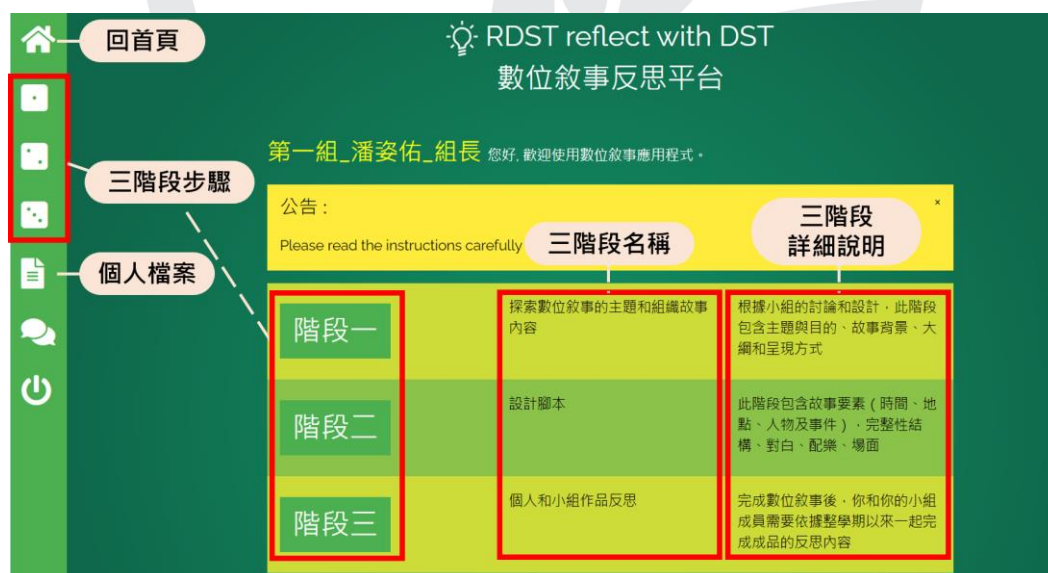 回首頁
RDST reflect with DST
數位敘事反思平台
第一組_潘姿佑_組長 您好, 歡迎使用數位敘事應用程式。
三階段步驟
公告：
×
Please read the instructions carefully
三階段名稱
三階段
詳細說明
個人檔案
階段一
探索數位敘事的主題和組織故事
內容
根據小組的討論和設計，此階段
包含主題與目的、故事背景、大
綱和呈現方式
階段二
設計腳本
此階段包含故事要素（時間、地
點、人物及事件），完整性結
構、對白、配樂、場面
階段三
個人和小組作品反思
完成數位敘事後，你和你的小組
成員需要依據整學期以來一起完
成成品的反思內容